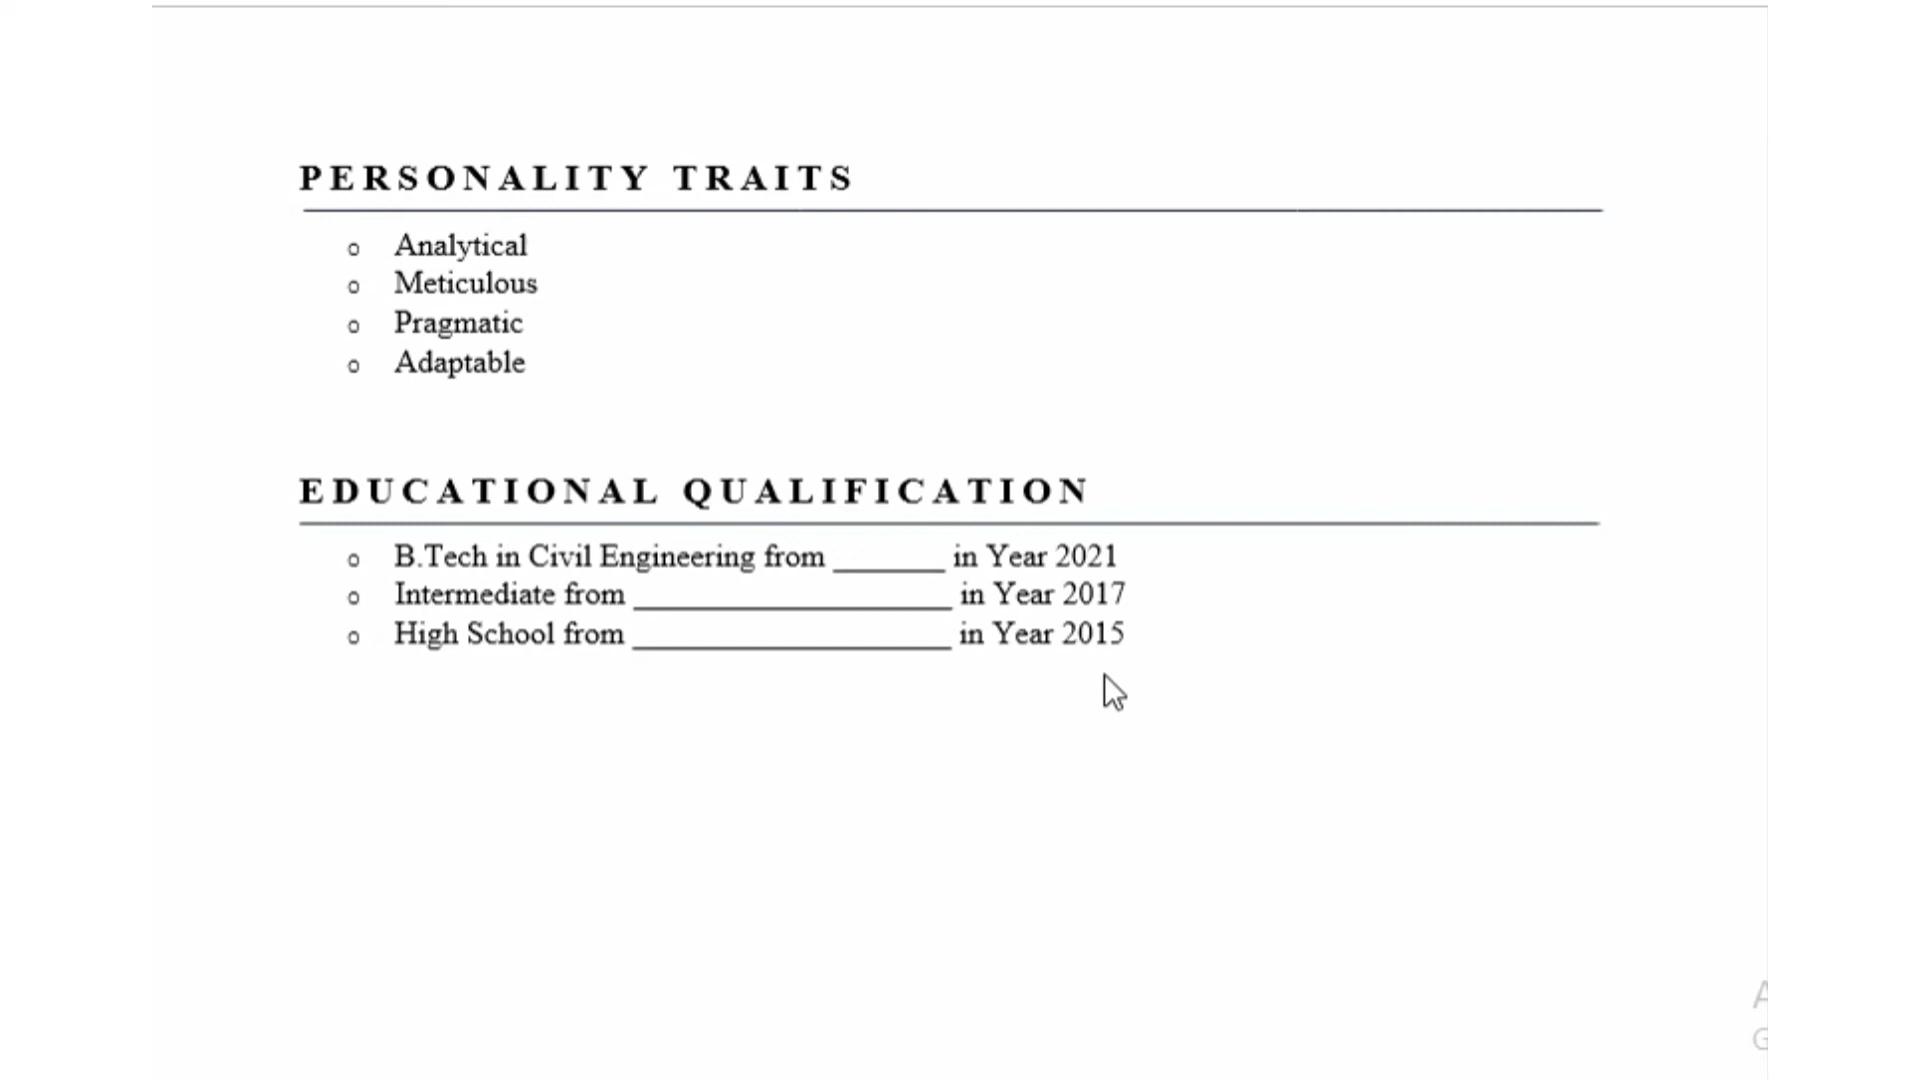 PERSONALITY TRAITS
o Analytical
o Meticulous
o Pragmatic
o Adaptable
EDUCATIONAL QUALIFICATION
o B.Tech in Civil Engineering from _______ in Year 2021
o Intermediate from ____________________ in Year 2017
o High School from ____________________ in Year 2015